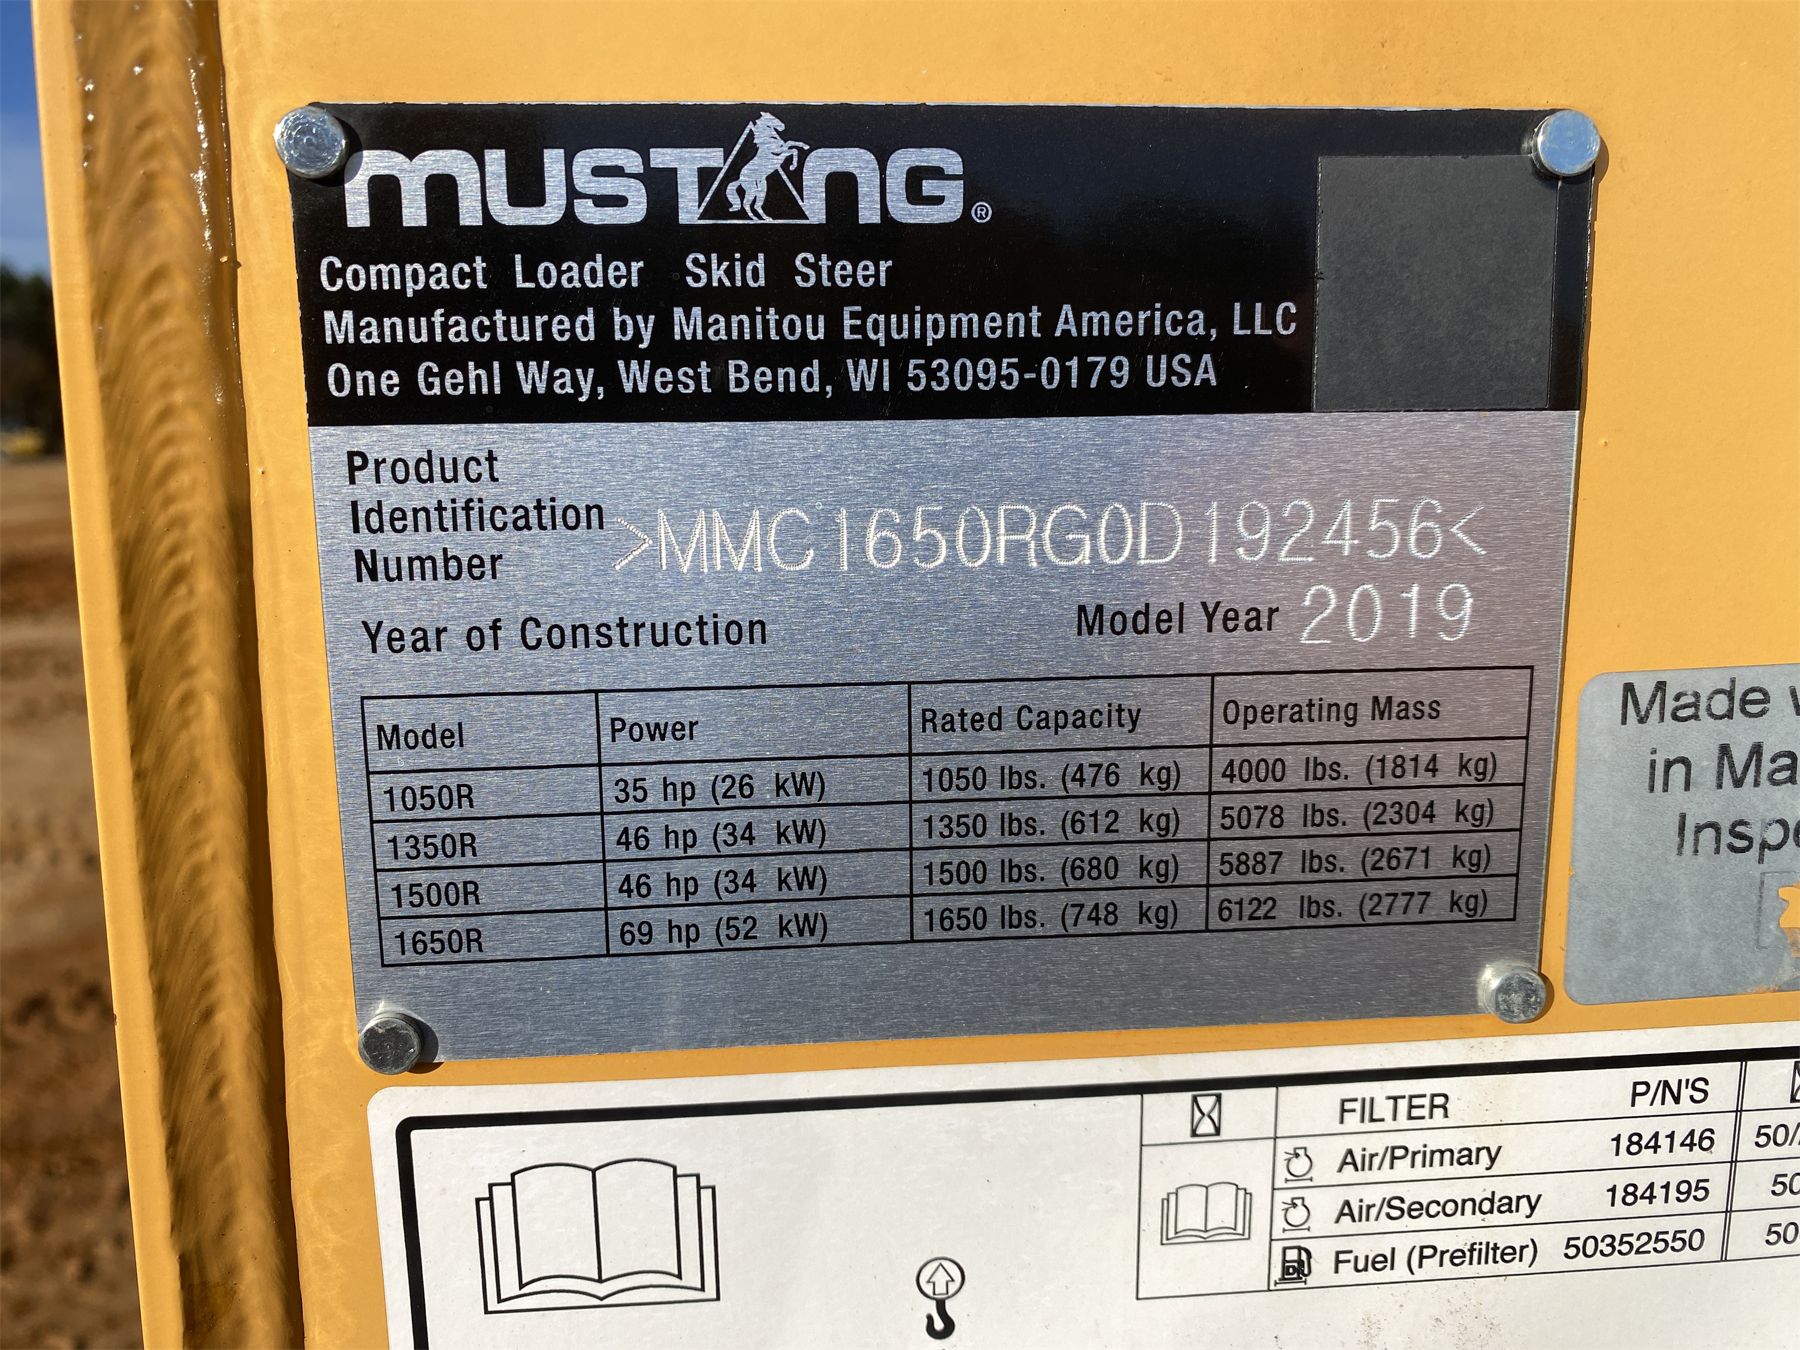 MUSTANG®
Compact Loader Skid Steer
Manufactured by Manitou Equipment America, LLC
One Gehl Way, West Bend, WI 53095-0179 USA
Product
Identification
Number
>MMC1650RG0D192456<
Year of Construction
Model Year 2019
Model Power Rated Capacity Operating Mass
1050R 35 hp (26 kW) 1050 lbs. (476 kg) 4000 lbs. (1814 kg)
1350R 46 hp (34 kW) 1350 lbs. (612 kg) 5078 lbs. (2304 kg)
1500R 46 hp (34 kW) 1500 lbs. (680 kg) 5887 lbs. (2671 kg)
1650R 69 hp (52 kW) 1650 lbs. (748 kg) 6122 lbs. (2777 kg)
Made
in
FILTER P/N'S
Air/Primary 184146
Air/Secondary 184195
Fuel (Prefilter) 50352550